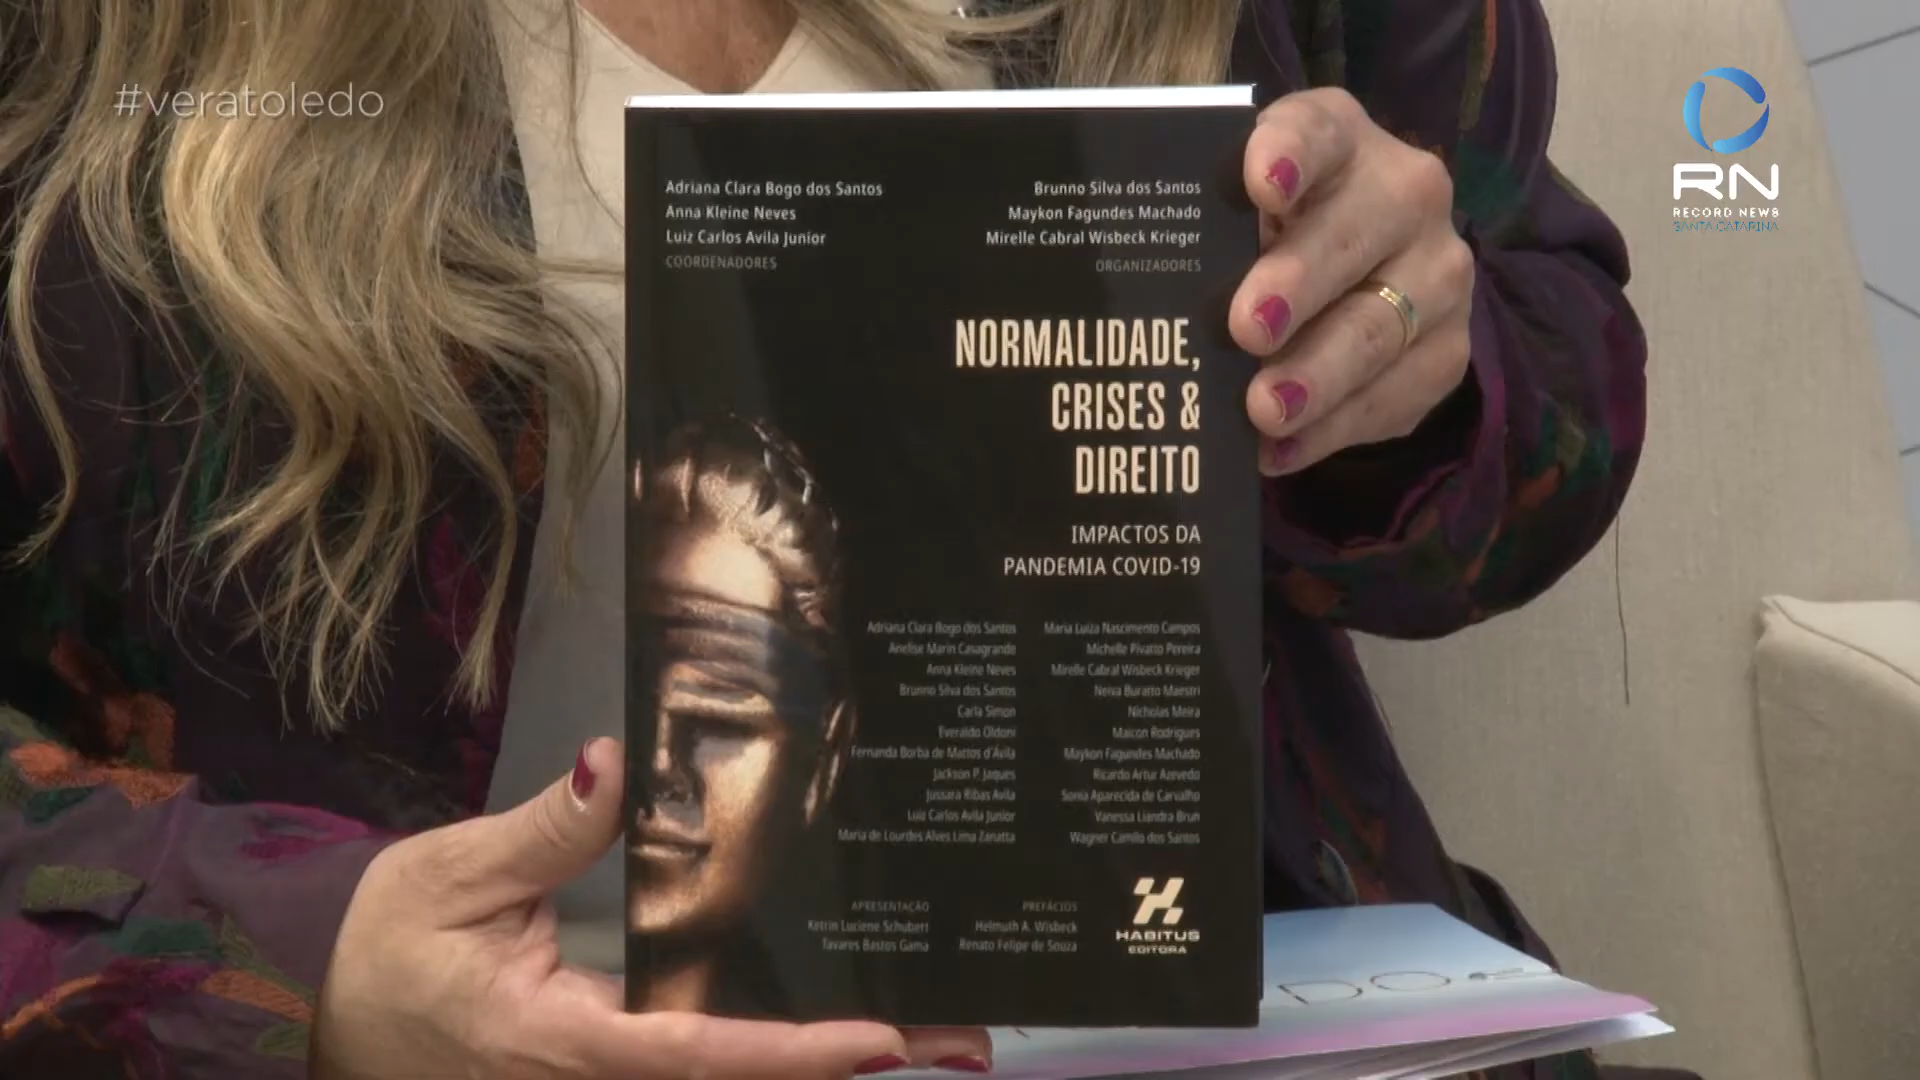 #veratoledo
RN
RECORD NEWS
SANTA CATARINA
Adriana Clara Bogo dos Santos
Anna Kleine Neves
Luiz Carlos Avila Junior
COORDENADORES
Brunno Silva dos Santos
Maykon Fagundes Machado
Mirelle Cabral Wisbeck Krieger
ORGANIZADORES
NORMALIDADE,
CRISES &
DIREITO
IMPACTOS DA
PANDEMIA COVID-19
Adriana Clara Bogo dos Santos
Anelise Marin Casagrande
Anna Kleine Neves
Brunno Silva dos Santos
Carla Simon
Everaldo Oldoni
Fernanda Borba de Mattos d'Ávila
Jackson P. Jaques
Jussara Ribas Avila
Luiz Carlos Avila Junior
Maria de Lourdes Alves Lima Zanatta
Maria Luiza Nascimento Campos
Michelle Pivatto Pereira
Mirelle Cabral Wisbeck Krieger
Neiva Buratto Maestri
Nicholas Meira
Maicon Rodrigues
Maykon Fagundes Machado
Ricardo Artur Azevedo
Sonia Aparecida de Carvalho
Vanessa Liandra Brun
Wagner Camilo dos Santos
APRESENTAÇÃO
Ketrin Luciene Schubert
Tavares Bastos Gama
PREFÁCIOS
Helmuth A. Wisbeck
Renato Felipe de Souza
HABITUS
EDITORA